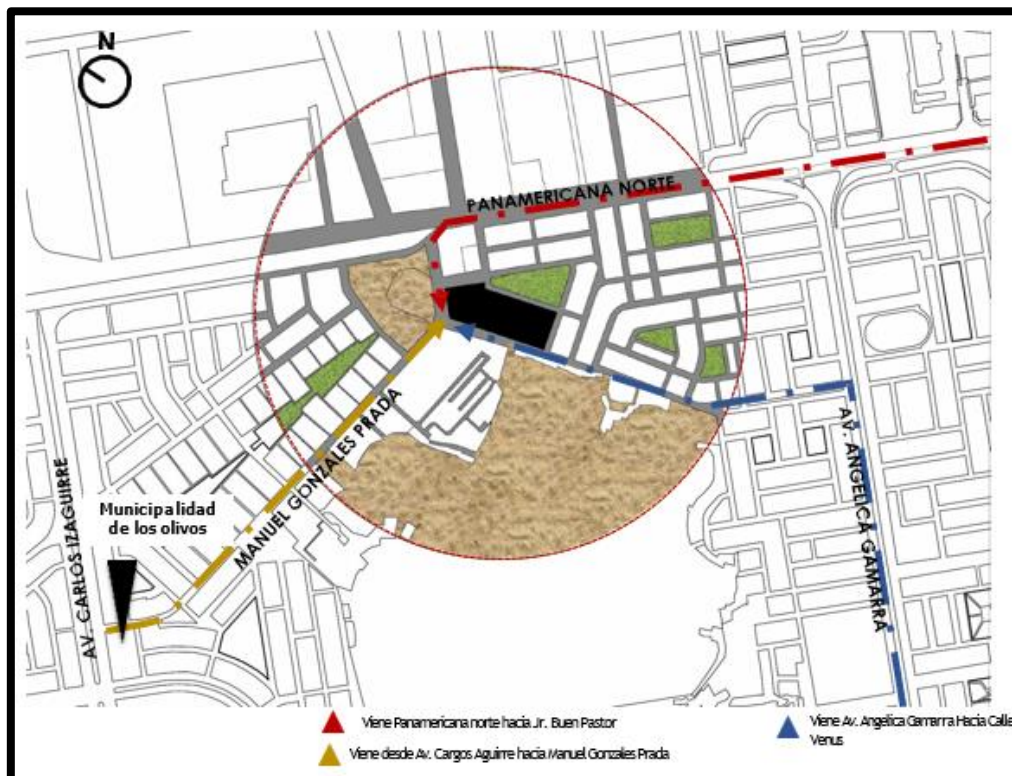 N
PANAMERICANA NORTE
MANUEL GONZALES PRADA
Municipalidad
de los olivos
AV. CARLOS IZAGUIRRE
AV. ANGELICA GAMARRA
Viene Panamericana norte hacia Jr. Buen Pastor
Viene desde Av. Cargos Aguirre hacia Manuel Gonzales Prada
Viene Av. Angelica Gamarra Hacia Calle
Venus